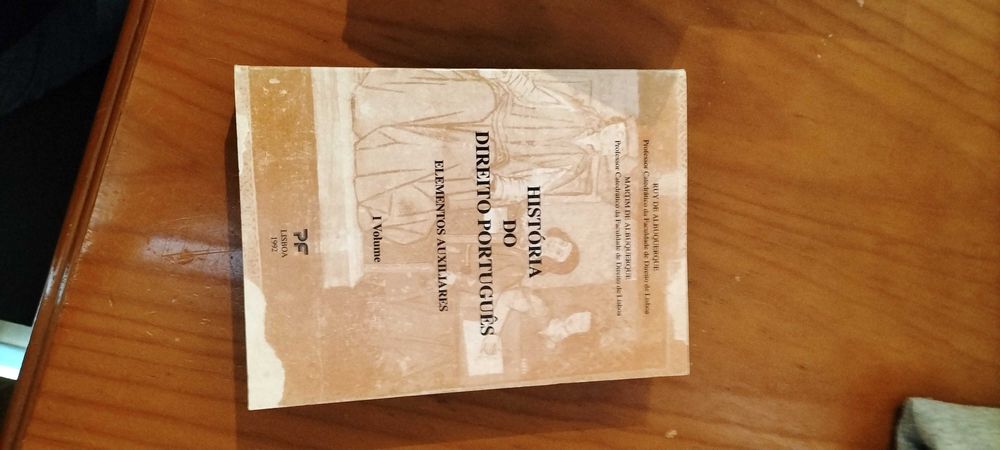 RUY DE ALBUQUERQUE
Professor Catedrático da Faculdade de Direito de Lisboa
MARTIM DE ALBUQUERQUE
Professor Catedrático da Faculdade de Direito de Lisboa
HISTÓRIA
DO
DIREITO PORTUGUÊS
ELEMENTOS AUXILIARES
I Volume
PF
LISBOA
1992